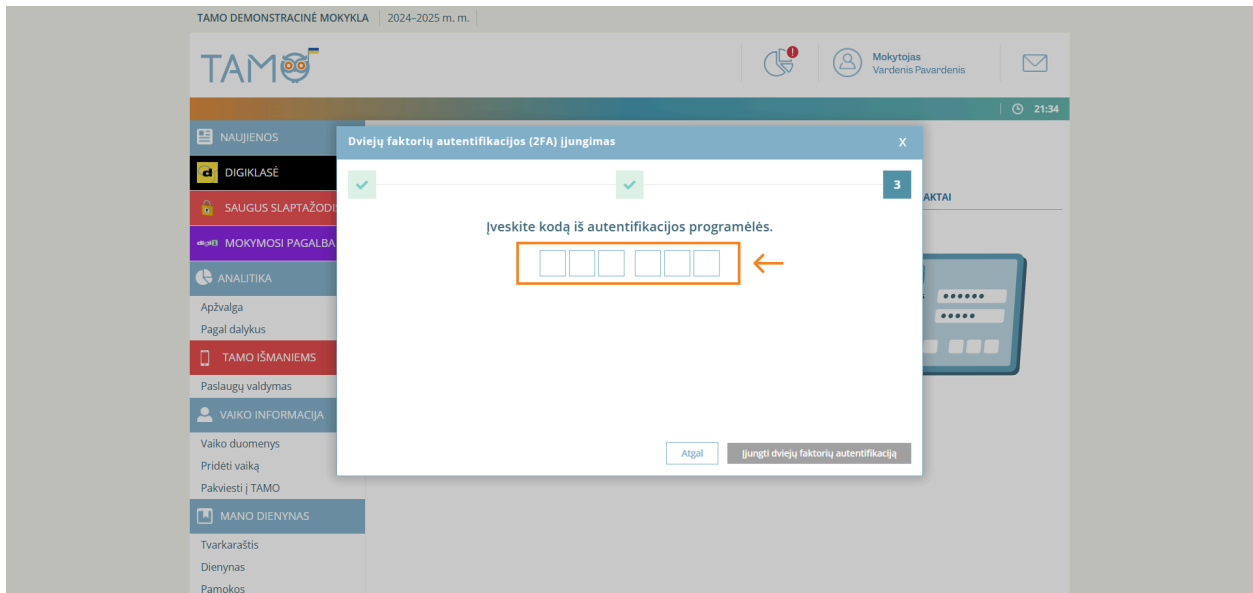 TAMO DEMONSTRACINĖ MOKYKLA 2024–2025 m. m.
TAMO
Mokytojas
Vardenis Pavardenis
21:34
NAUJIENOS
DIGIKLASĖ
SAUGUS SLAPTAŽODI
MOKYMOSI PAGALBA
ANALITIKA
Apžvalga
Pagal dalykus
TAMO IŠMANIEMS
Paslaugų valdymas
VAIKO INFORMACIJA
Vaiko duomenys
Pridėti vaiką
Pakviesti į TAMO
MANO DIENYNAS
Tvarkaraštis
Dienynas
Pamokos
Dviejų faktorių autentifikacijos (2FA) įjungimas X
3
Įveskite kodą iš autentifikacijos programėlės.
Atgal Įjungti dviejų faktorių autentifikaciją
AKTAI